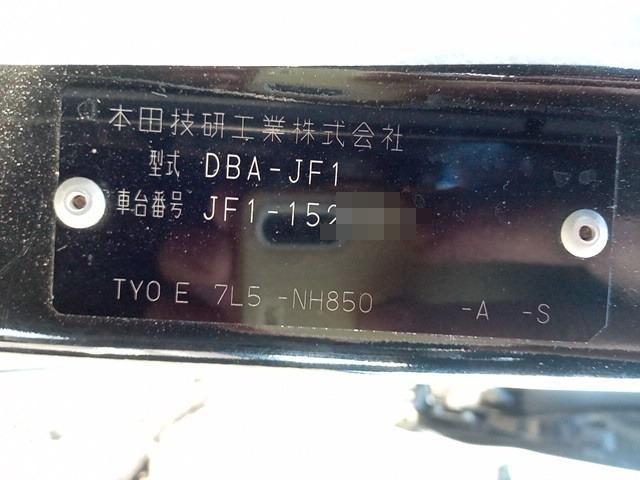 本田技研工業株式会社
型式 DBA-JF1
車台番号 JF1-152
TYO E 7L5 -NH850 -A -S